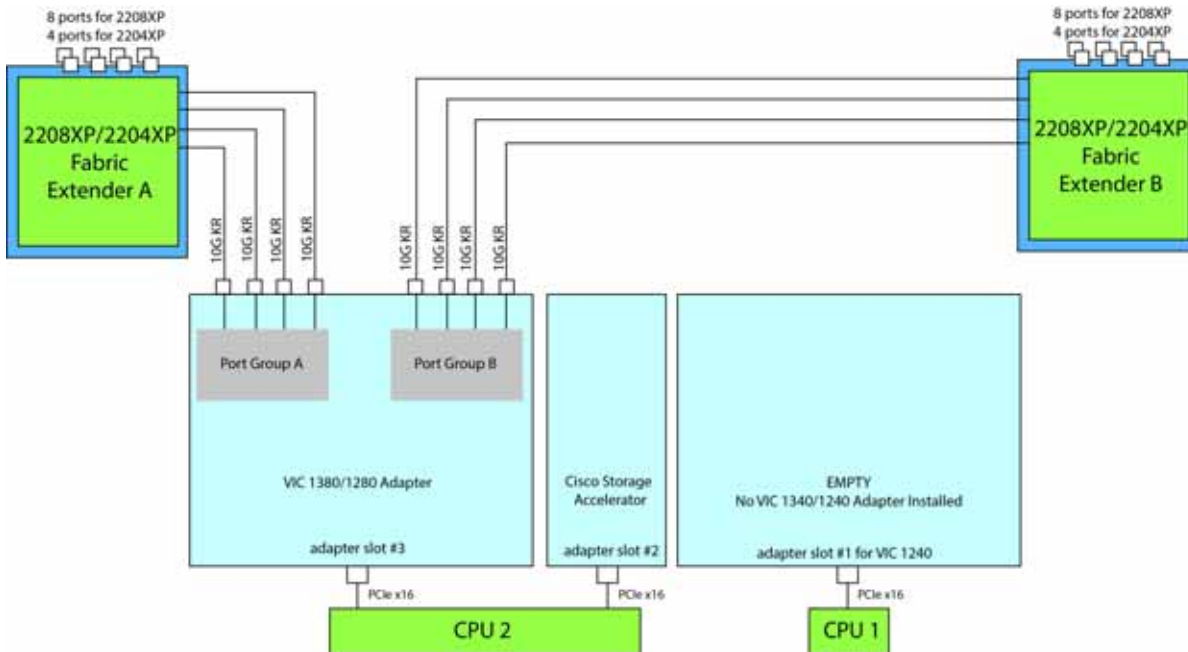 8 ports for 2208XP
4 ports for 2204XP
8 ports for 2208XP
4 ports for 2204XP
2208XP/2204XP
Fabric
Extender A
2208XP/2204XP
Fabric
Extender B
10G KR
10G KR
10G KR
10G KR
10G KR
10G KR
10G KR
10G KR
Port Group A
Port Group B
VIC 1380/1280 Adapter
adapter slot #3
Cisco Storage
Accelerator
adapter slot #2
EMPTY
No VIC 1340/1240 Adapter Installed
adapter slot #1 for VIC 1240
PCIe x16
PCIe x16
PCIe x16
CPU 2
CPU 1